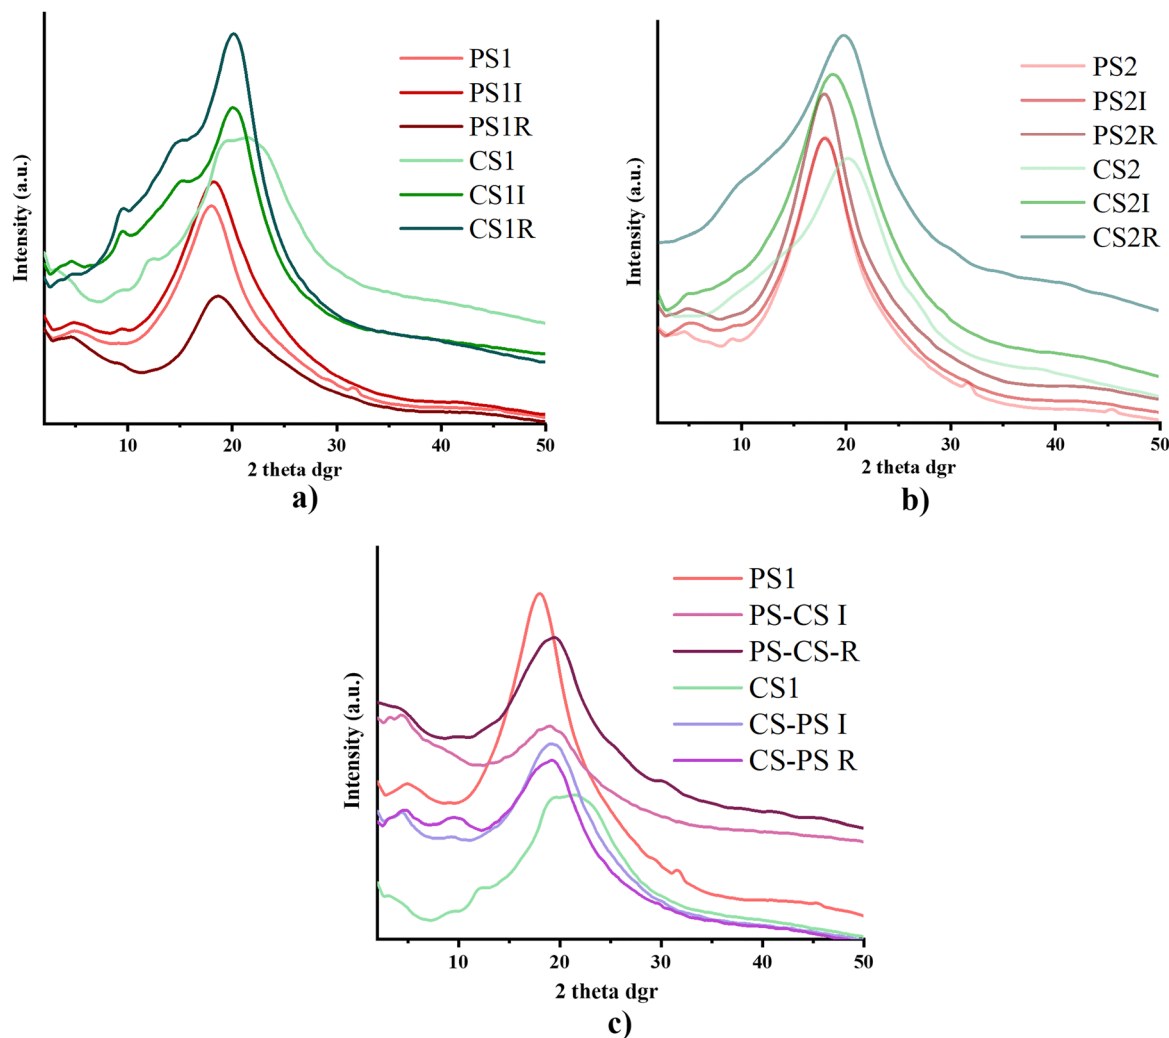 PS1
PS1I
PS1R
CS1
CS1I
CS1R
Intensity (a.u.)
10 20 30 40 50
2 theta dgr
a)
PS2
PS2I
PS2R
CS2
CS2I
CS2R
Intensity (a.u.)
10 20 30 40 50
2 theta dgr
b)
PS1
PS-CS I
PS-CS-R
CS1
CS-PS I
CS-PS R
Intensity (a.u.)
10 20 30 40 50
2 theta dgr
c)